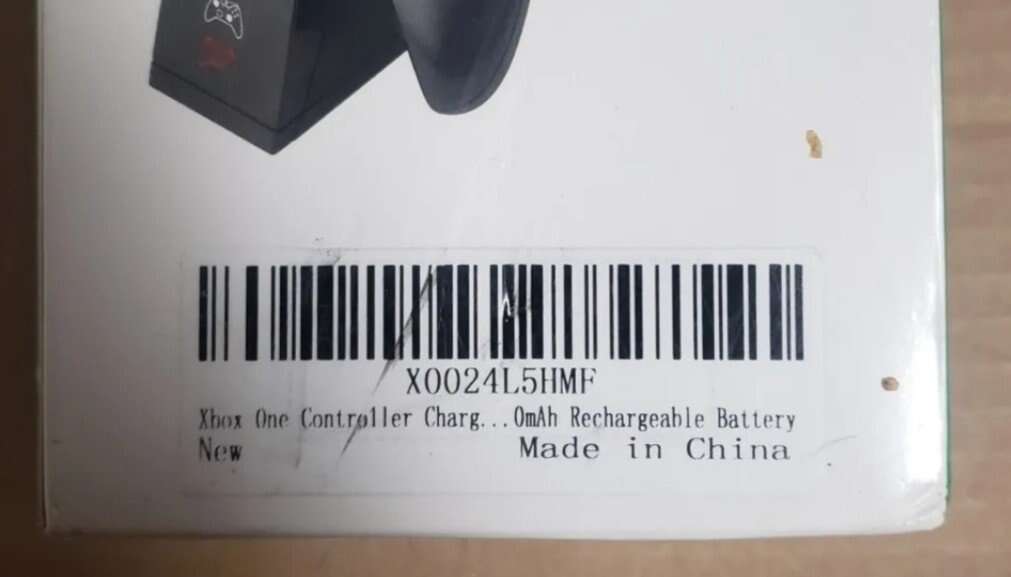 X0024L5HMF
Xbox One Controller Charg...0mAh Rechargeable Battery
New
Made in China